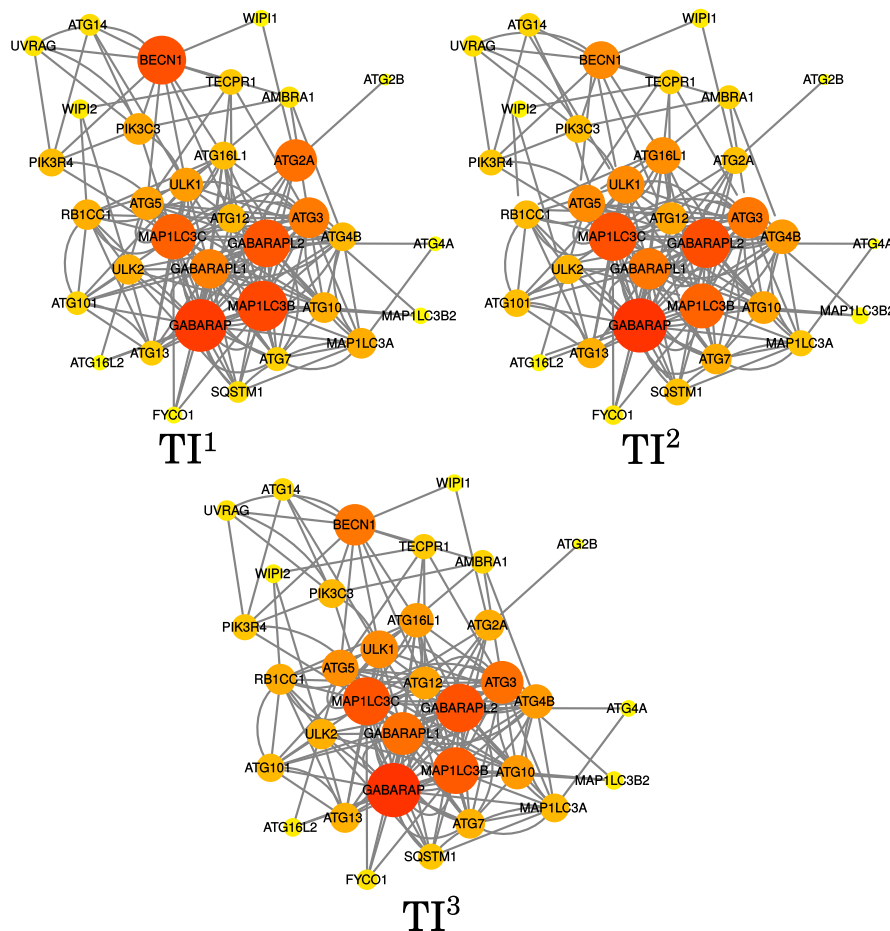 WIPI1
ATG14
UVRAG
BECN1
TECPR1
ATG2B
AMBRA1
WIPI2
PIK3C3
PIK3R4
ATG16L1
ATG2A
ULK1
ATG5
RB1CC1
ATG12
ATG3
MAP1LC3C
GABARAPL2
ATG4B
ATG4A
ULK2
GABARAPL1
ATG101
MAP1LC3B
ATG10
MAP1LC3B2
GABARAP
MAP1LC3A
ATG13
ATG7
ATG16L2
SQSTM1
FYCO1
TI¹
WIPI1
ATG14
UVRAG
BECN1
TECPR1
ATG2B
AMBRA1
WIPI2
PIK3C3
PIK3R4
ATG16L1
ATG2A
ULK1
ATG5
RB1CC1
ATG12
ATG3
MAP1LC3C
GABARAPL2
ATG4B
ATG4A
ULK2
GABARAPL1
ATG101
MAP1LC3B
ATG10
MAP1LC3B2
GABARAP
MAP1LC3A
ATG13
ATG7
ATG16L2
SQSTM1
FYCO1
TI²
WIPI1
ATG14
UVRAG
BECN1
TECPR1
ATG2B
AMBRA1
WIPI2
PIK3C3
PIK3R4
ATG16L1
ATG2A
ULK1
ATG5
RB1CC1
ATG12
ATG3
MAP1LC3C
GABARAPL2
ATG4B
ATG4A
ULK2
GABARAPL1
ATG101
MAP1LC3B
ATG10
MAP1LC3B2
GABARAP
MAP1LC3A
ATG13
ATG7
ATG16L2
SQSTM1
FYCO1
TI³